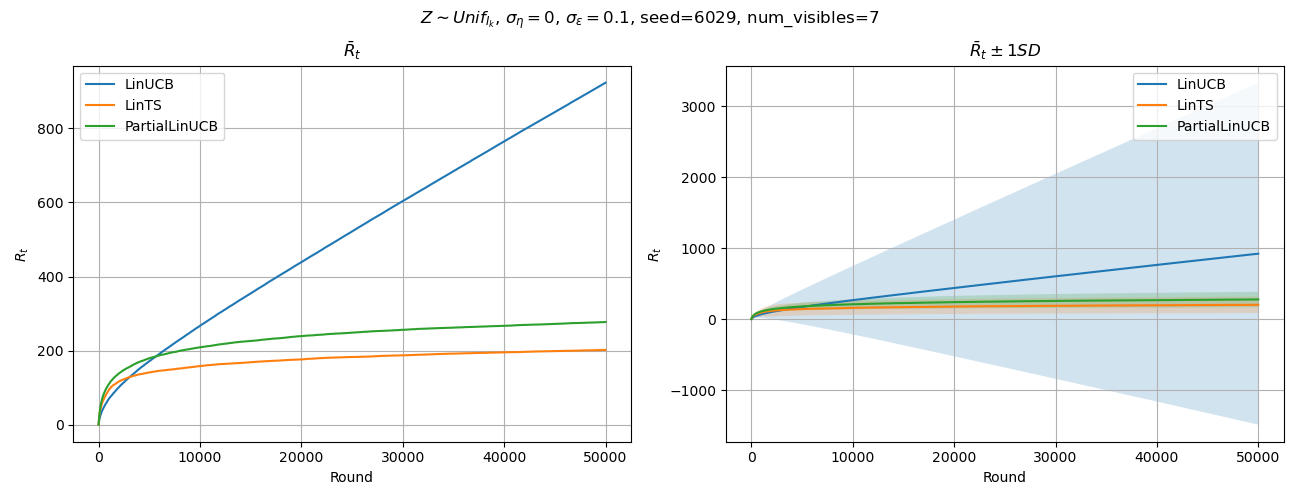 Z ∼ Unif_{I_k}, σ_η = 0, σ_ε = 0.1, seed=6029, num_visibles=7
R̄_t
LinUCB
LinTS
PartialLinUCB
R_t
800
600
400
200
0
0 10000 20000 30000 40000 50000
Round
R̄_t ± 1SD
LinUCB
LinTS
PartialLinUCB
R_t
3000
2000
1000
0
−1000
0 10000 20000 30000 40000 50000
Round